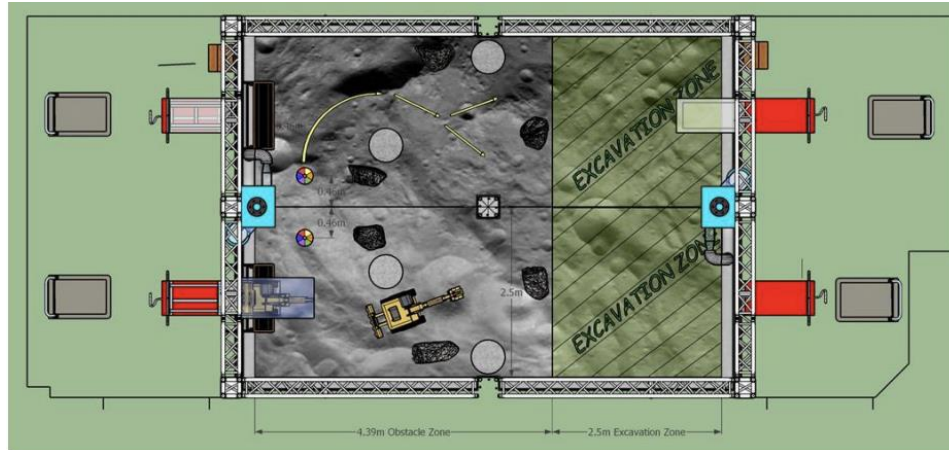 EXCAVATION ZONE
0.46m
0.46m
EXCAVATION ZONE
2.5m
4.39m Obstacle Zone
2.5m Excavation Zone